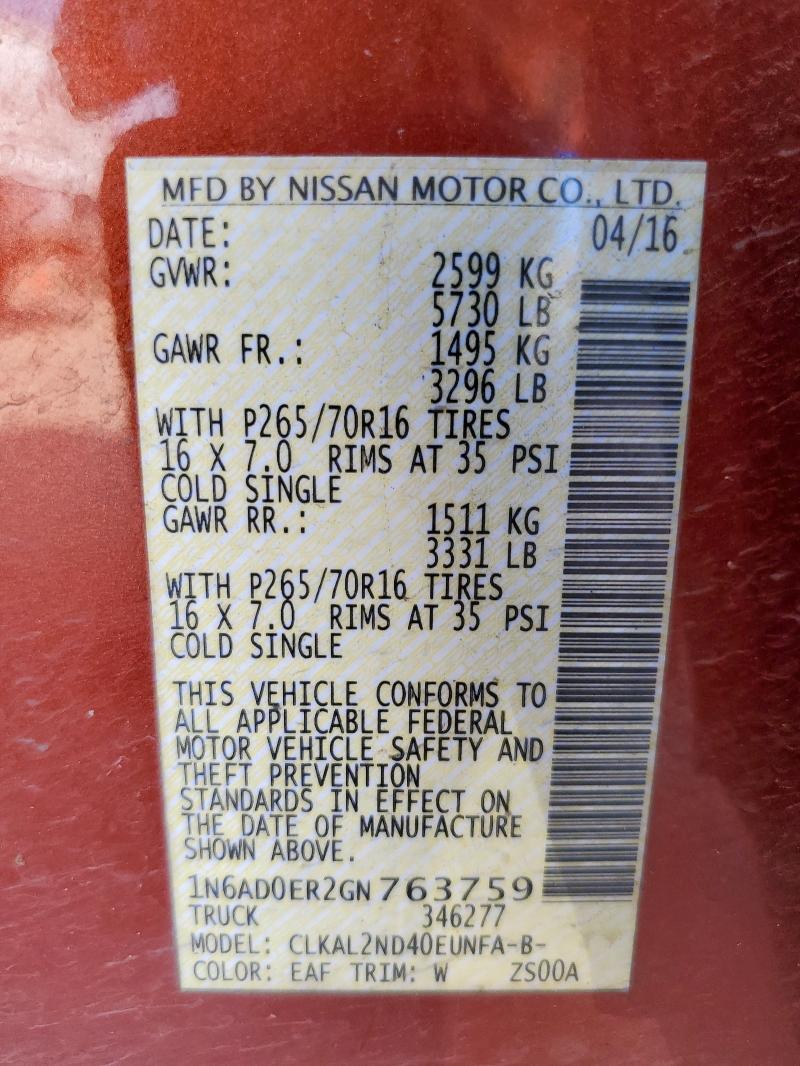 MFD BY NISSAN MOTOR CO., LTD.
DATE: 04/16
GVWR: 2599 KG
5730 LB
GAWR FR.: 1495 KG
3296 LB
WITH P265/70R16 TIRES
16 X 7.0 RIMS AT 35 PSI
COLD SINGLE
GAWR RR.: 1511 KG
3331 LB
WITH P265/70R16 TIRES
16 X 7.0 RIMS AT 35 PSI
COLD SINGLE
THIS VEHICLE CONFORMS TO
ALL APPLICABLE FEDERAL
MOTOR VEHICLE SAFETY AND
THEFT PREVENTION
STANDARDS IN EFFECT ON
THE DATE OF MANUFACTURE
SHOWN ABOVE.
1N6AD0ER2GN763759
TRUCK 346277
MODEL: CLKAL2ND40EUNFA-B-
COLOR: EAF TRIM: W ZS00A